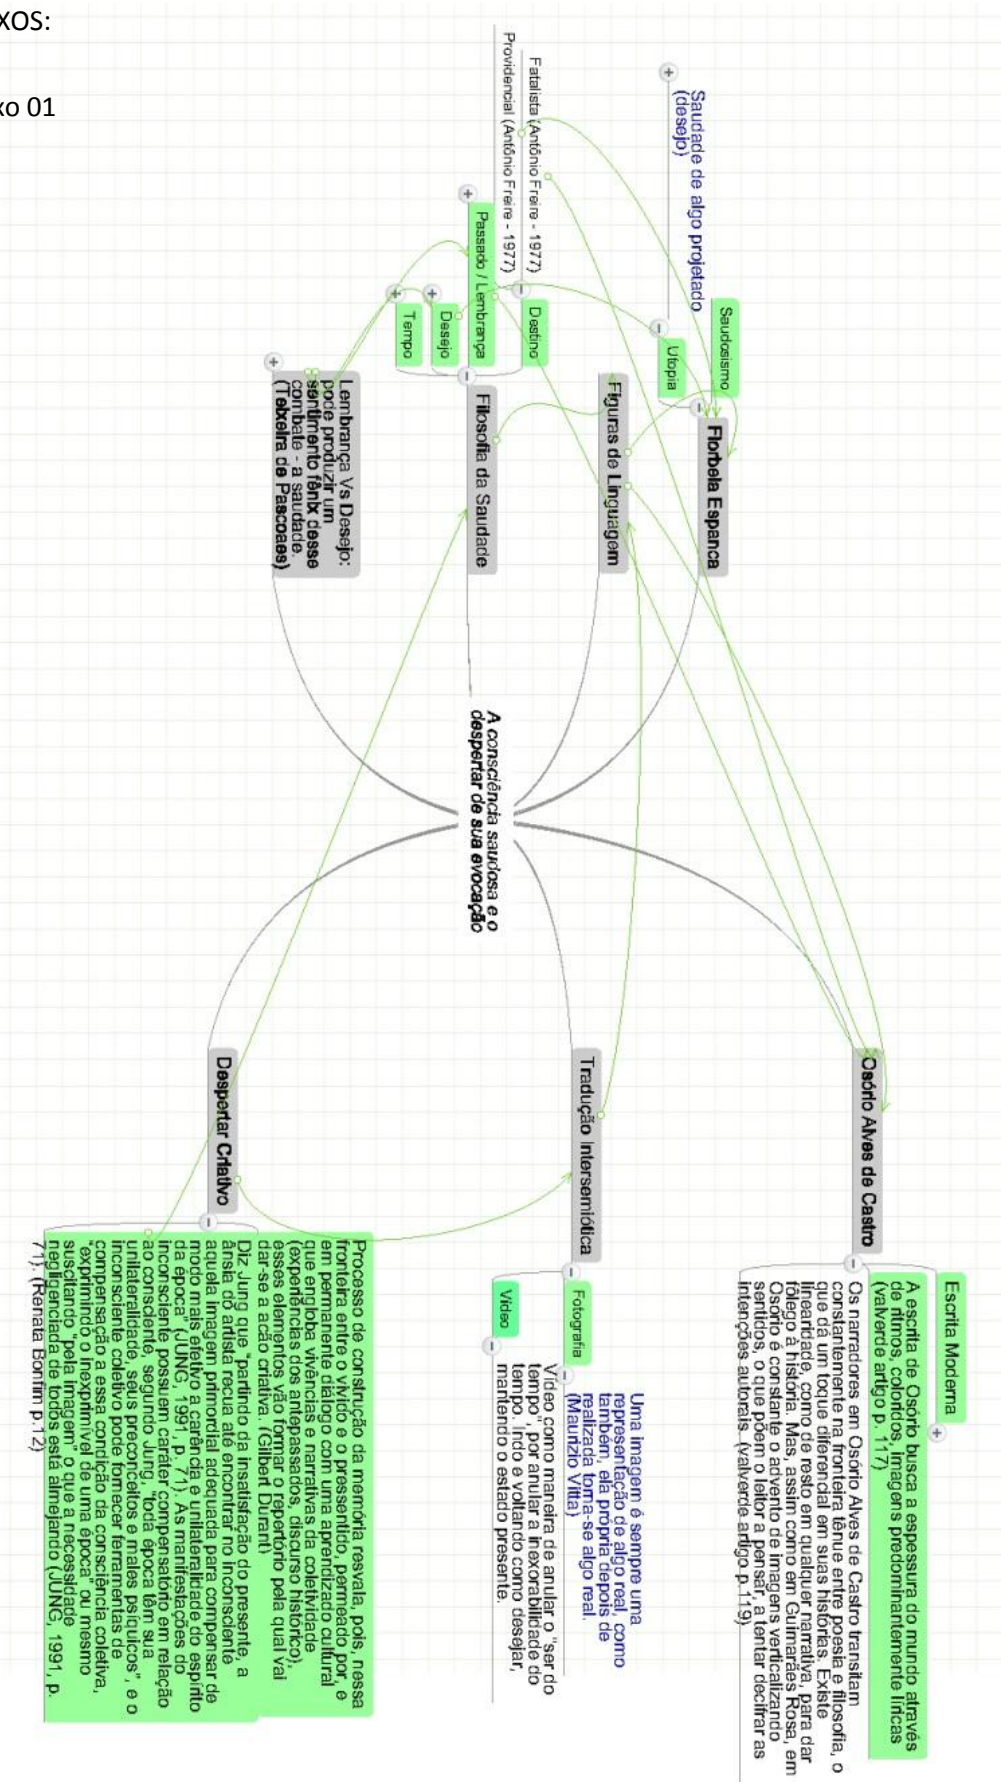 XOS:
xo 01
Saudade de algo projetado
(desejo)
Saudosismo
Utopia
Florbela Espanca
Figuras de Linguagem
Fatalista (Antônio Freire - 1977)
Providencial (Antônio Freire - 1977)
Destino
Passado / Lembrança
Desejo
Tempo
Filosofia da Saudade
Lembrança Vs Desejo:
pode produzir um
sentimento fênix desse
combate - a saudade.
(Teixeira de Pascoaes)
A consciência saudosa e o
despertar de sua evocação
Osório Alves de Castro
Escrita Moderna
A escrita de Osório busca a espessura do mundo através
de ritmos, coloridos, imagens predominantemente líricas
(valverde artigo p. 117)
Os narradores em Osório Alves de Castro transitam
constantemente na fronteira tênue entre poesia e filosofia, o
que dá um toque diferencial em suas histórias. Existe
linearidade, como de resto em qualquer narrativa, para dar
fôlego à história. Mas, assim como em Guimarães Rosa, em
Osório é constante o advento de imagens verticalizando
sentidos, o que põem o leitor a pensar, a tentar decifrar as
intenções autorais. (valverde artigo p. 119)
Tradução Intersemiótica
Fotografia
Uma imagem é sempre uma
representação de algo real, como
também, ela própria depois de
realizada torna-se algo real.
(Maurizio Vitta)
Vídeo
Vídeo como maneira de anular o "ser do
tempo", por anular a inexorabilidade do
tempo. Indo e voltando como desejar,
mantendo o estado presente.
Despertar Criativo
Processo de construção da memória resvala, pois, nessa
fronteira entre o vivido e o pressentido, permeado por, e
em permanente diálogo com uma aprendizado cultural
que engloba vivências e narrativas da coletividade
(experiências dos antepassados, discurso histórico),
esses elementos vão formar o repertório pela qual vai
dar-se a acão criativa. (Gilbert Durant)
Diz Jung que "partindo da insatisfação do presente, a
ânsia do artista recua até encontrar no inconsciente
aquela imagem primordial adequada para compensar de
modo mais efetivo a carência e unilateralidade do espírito
da época" (JUNG, 1991, p. 71). As manifestações do
inconsciente possuem caráter compensatório em relação
ao consciente, segundo Jung, "toda época têm sua
unilateralidade, seus preconceitos e males psíquicos", e o
inconsciente coletivo pode fornecer ferramentas de
compensação a essa condição da consciência coletiva,
"exprimindo o inexprimível de uma época" ou mesmo
suscitando "pela imagem" o que a necessidade
negligenciada de todos está almejando (JUNG, 1991, p.
71). (Renata Bonfim p.12)